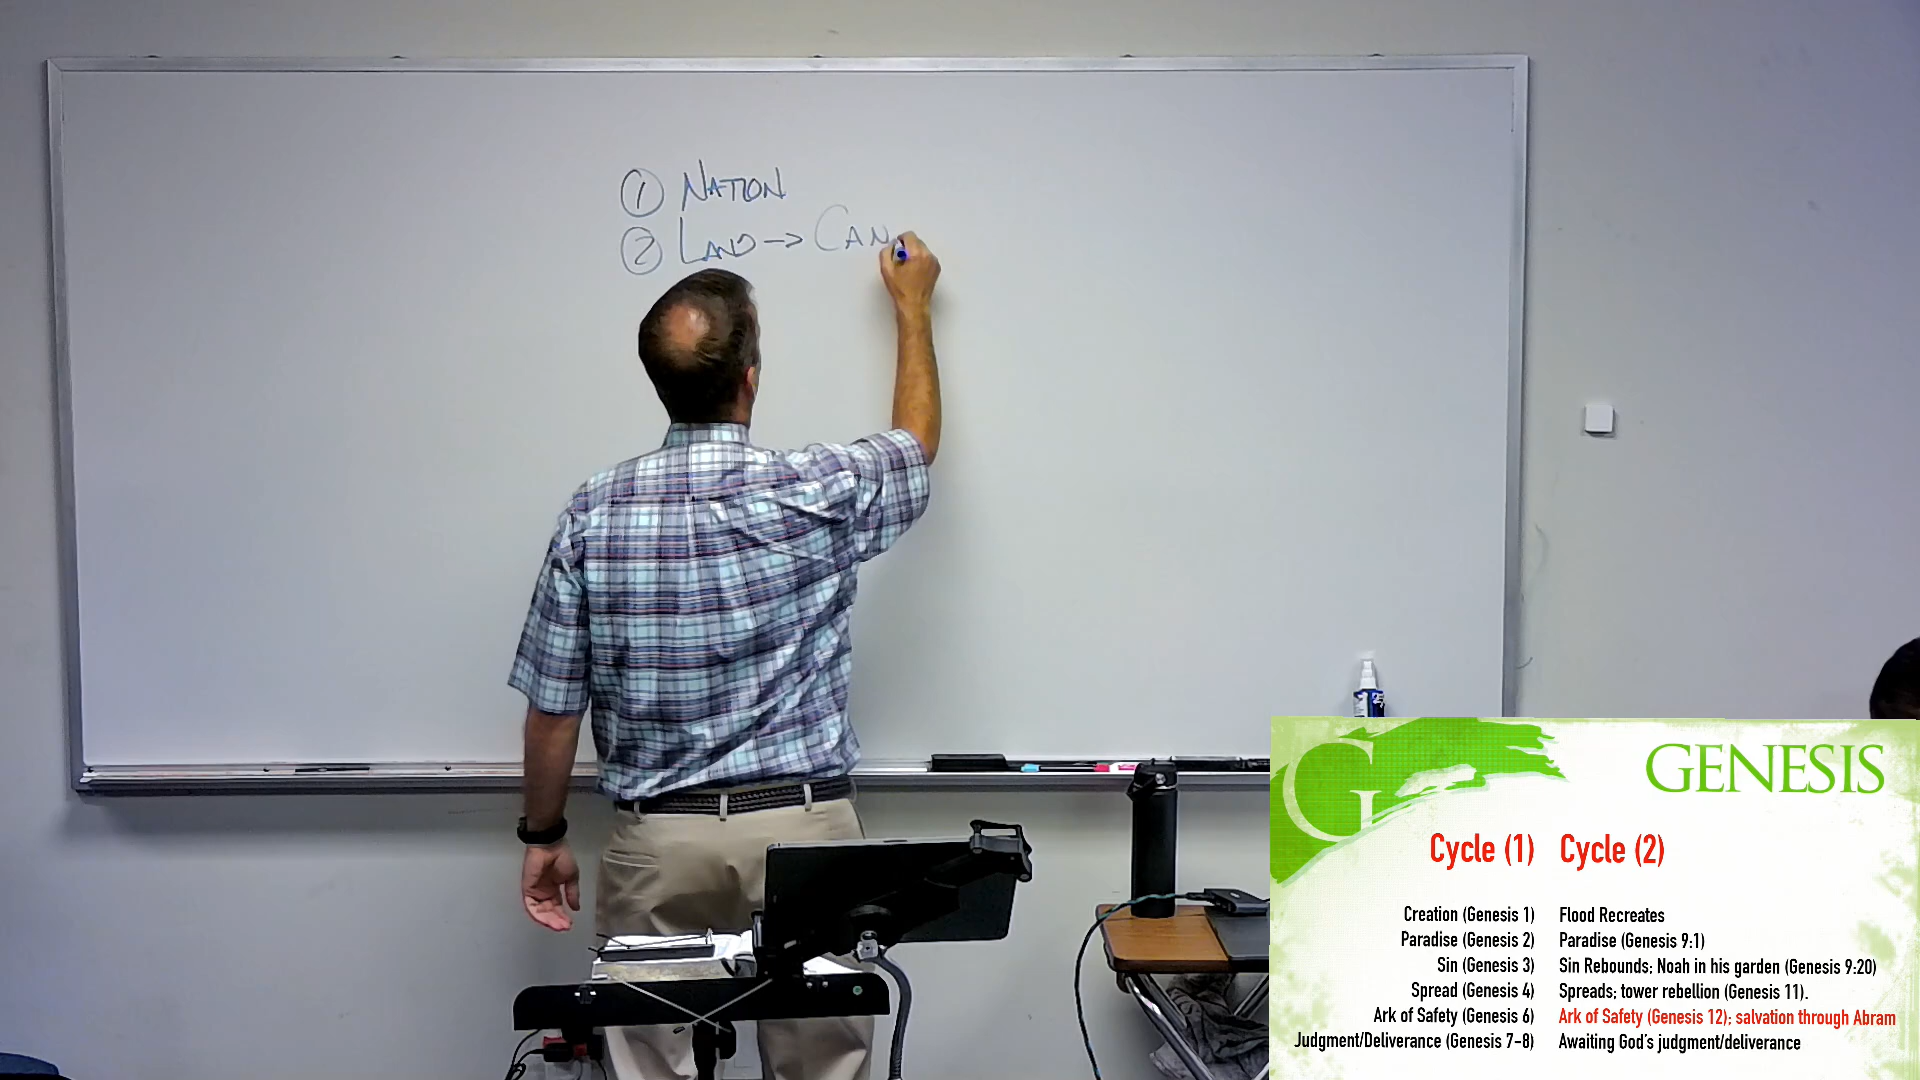 ① NATION
② LAND → CAN
G
GENESIS
Cycle (1) Cycle (2)
Creation (Genesis 1) Flood Recreates
Paradise (Genesis 2) Paradise (Genesis 9:1)
Sin (Genesis 3) Sin Rebounds; Noah in his garden (Genesis 9:20)
Spread (Genesis 4) Spreads; tower rebellion (Genesis 11).
Ark of Safety (Genesis 6) Ark of Safety (Genesis 12); salvation through Abram
Judgment/Deliverance (Genesis 7-8) Awaiting God's judgment/deliverance